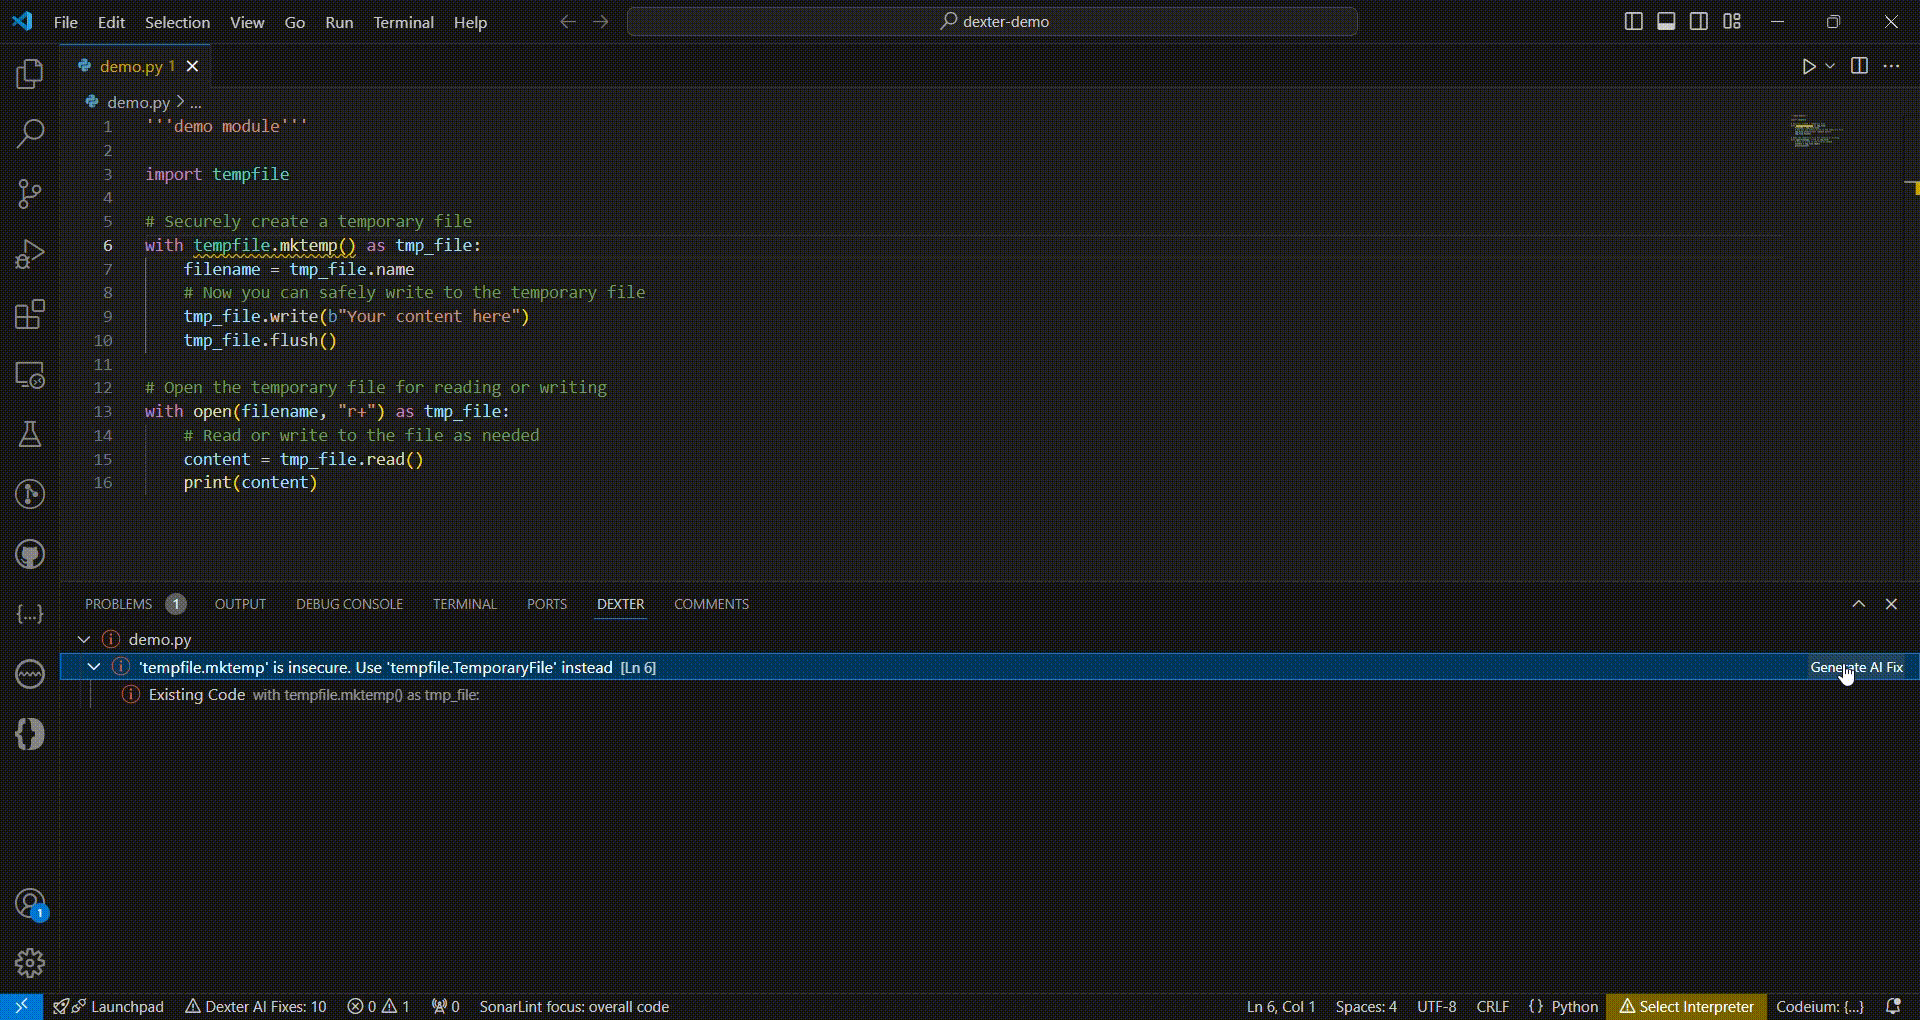 File Edit Selection View Go Run Terminal Help
dexter-demo
demo.py 1
demo.py > ...
1 '''demo module'''
2
3 import tempfile
4
5 # Securely create a temporary file
6 with tempfile.mktemp() as tmp_file:
7 filename = tmp_file.name
8 # Now you can safely write to the temporary file
9 tmp_file.write(b"Your content here")
10 tmp_file.flush()
11
12 # Open the temporary file for reading or writing
13 with open(filename, "r+") as tmp_file:
14 # Read or write to the file as needed
15 content = tmp_file.read()
16 print(content)
PROBLEMS 1 OUTPUT DEBUG CONSOLE TERMINAL PORTS DEXTER COMMENTS
demo.py
'tempfile.mktemp' is insecure. Use 'tempfile.TemporaryFile' instead [Ln 6] Generate AI Fix
Existing Code with tempfile.mktemp() as tmp_file:
1
Launchpad Dexter AI Fixes: 10 0 1 0 SonarLint focus: overall code Ln 6, Col 1 Spaces: 4 UTF-8 CRLF {} Python Select Interpreter Codeium: {...}